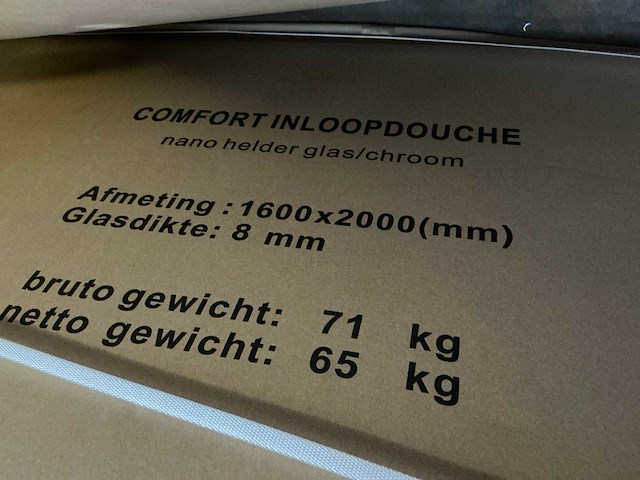 COMFORT INLOOPDOUCHE
nano helder glas/chroom
Afmeting : 1600x2000(mm)
Glasdikte: 8 mm
bruto gewicht: 71 kg
netto gewicht: 65 kg